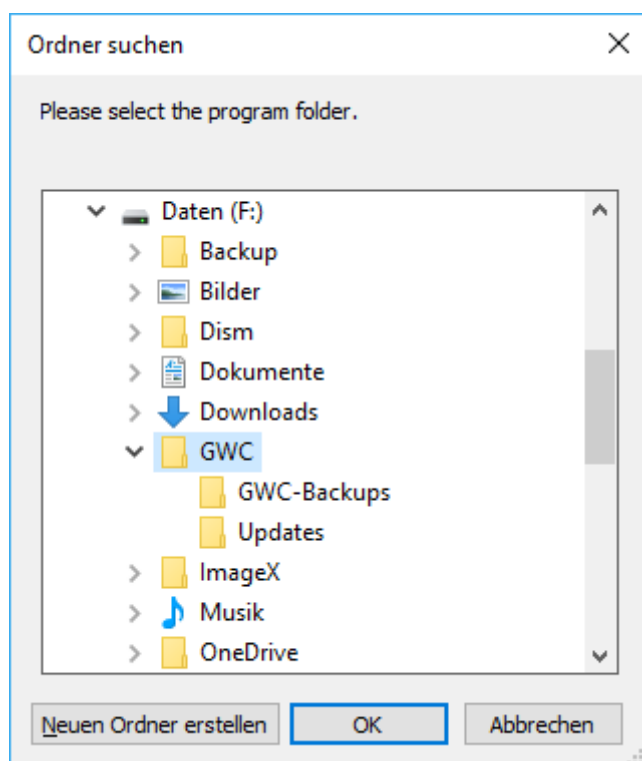 Ordner suchen
Please select the program folder.
Daten (F:)
Backup
Bilder
Dism
Dokumente
Downloads
GWC
GWC-Backups
Updates
ImageX
Musik
OneDrive
Neuen Ordner erstellen OK Abbrechen